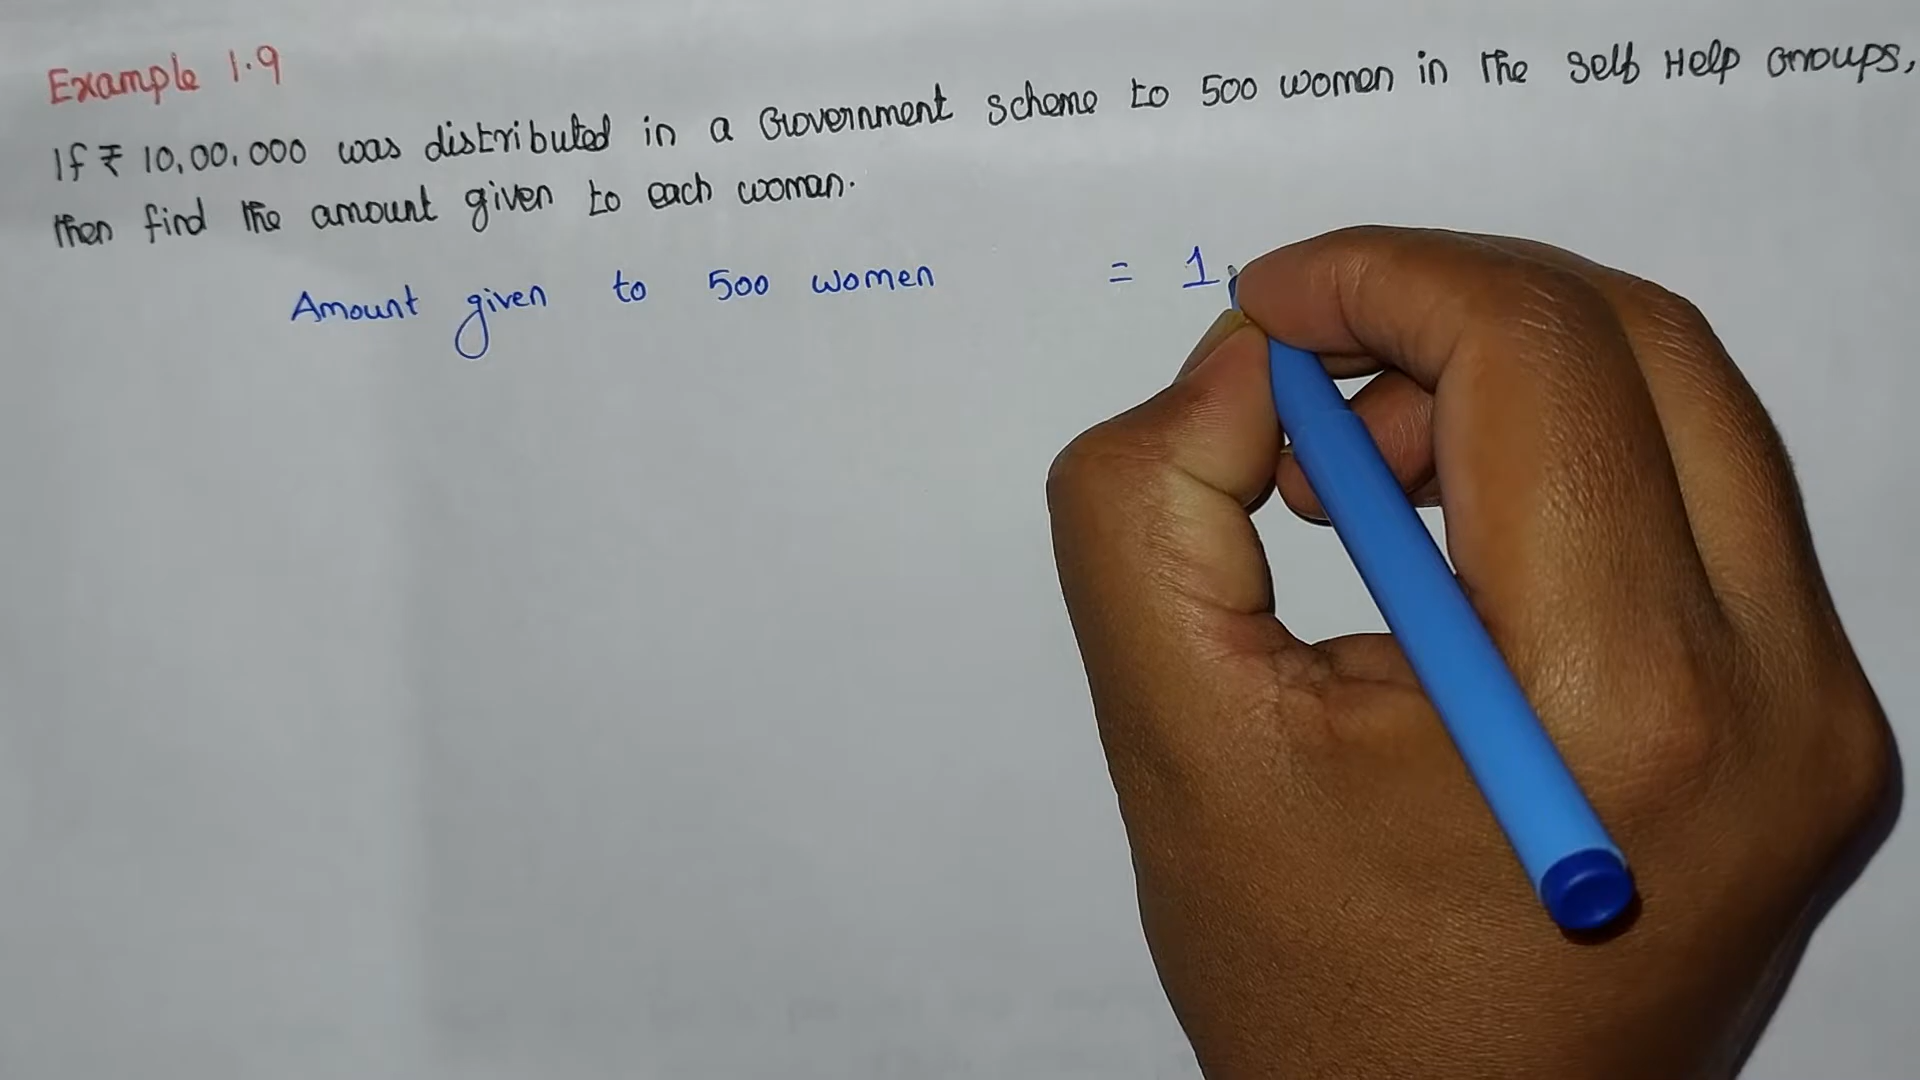 Example 1.9
If ₹ 10,00,000 was distributed in a Government scheme to 500 women in the Self Help Groups,
then find the amount given to each woman.
Amount given to 500 women = 1